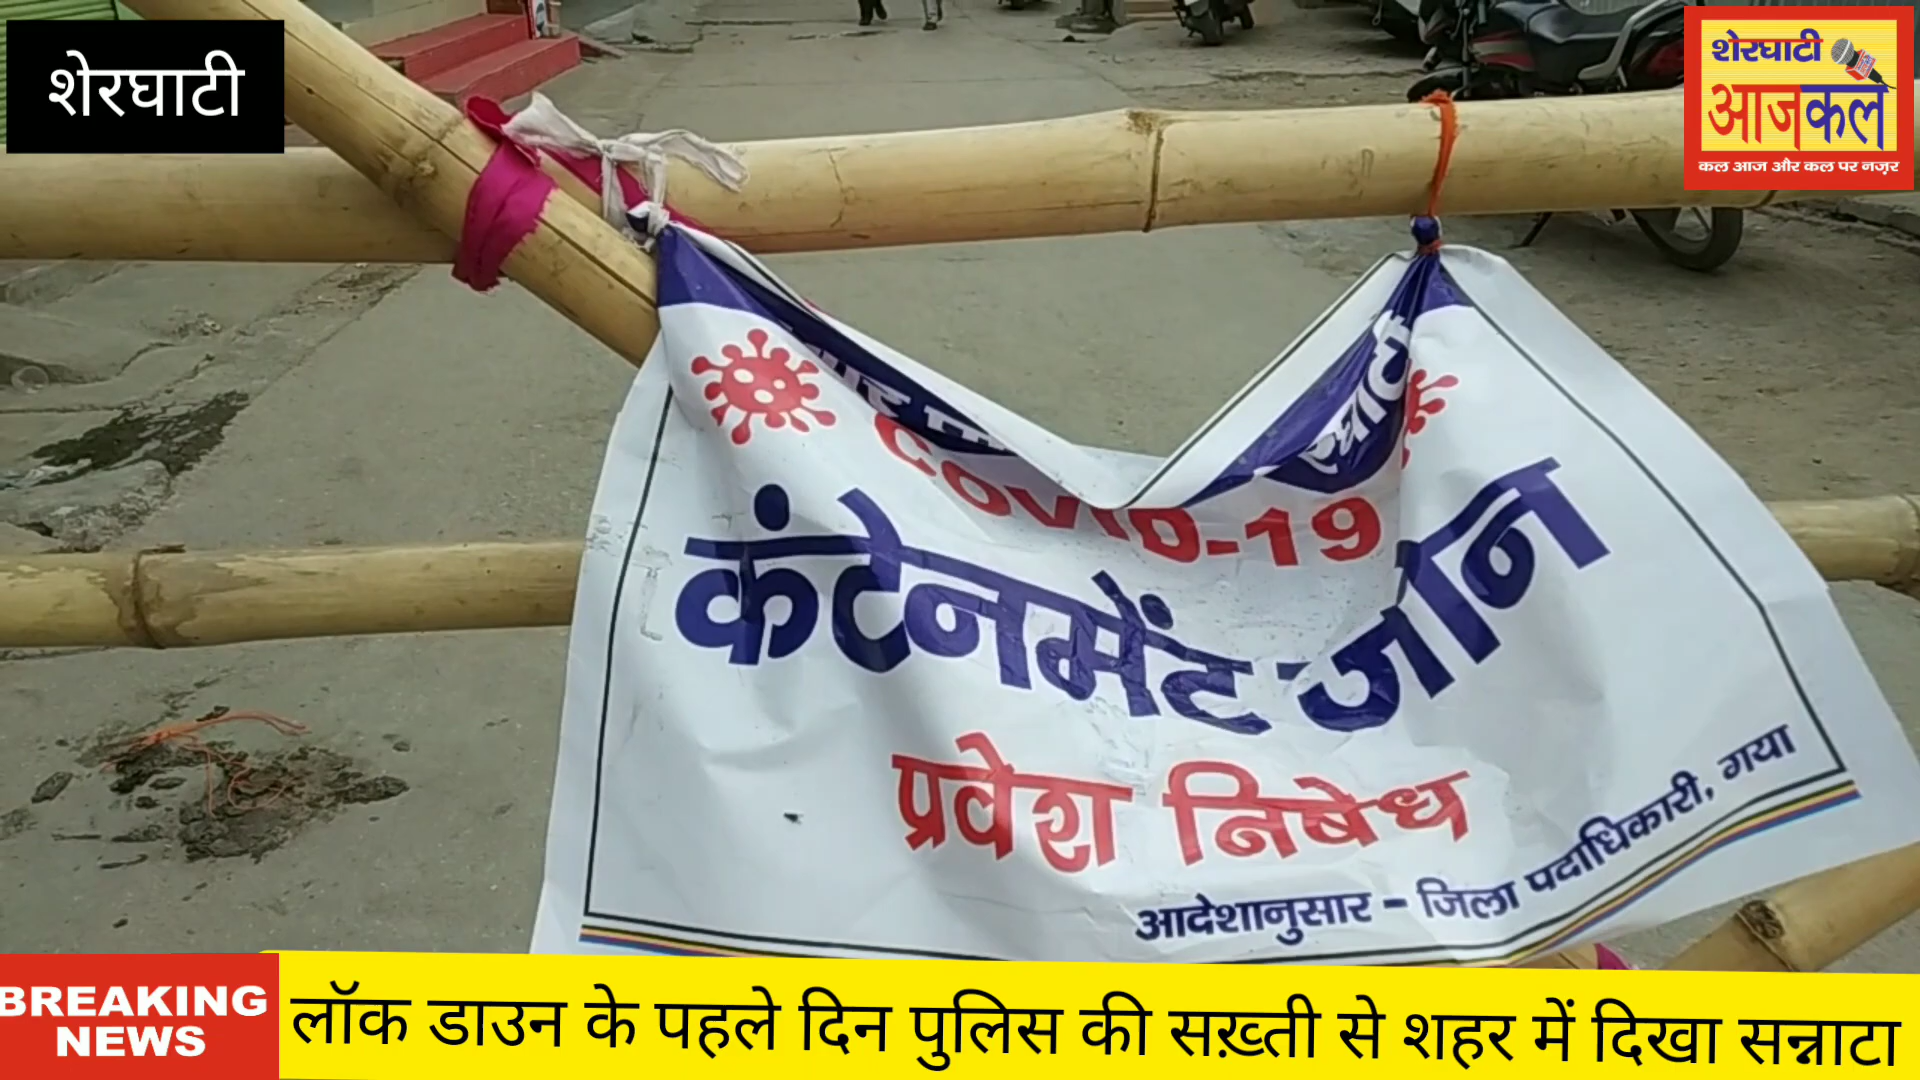 शेरघाटी
शेरघाटी
आजकल
कल आज और कल पर नज़र
COVID-19
कंटेनमेंट जोन
प्रवेश निषेध
आदेशानुसार - जिला पदाधिकारी, गया
BREAKING
NEWS
लॉक डाउन के पहले दिन पुलिस की सख़्ती से शहर में दिखा सन्नाटा